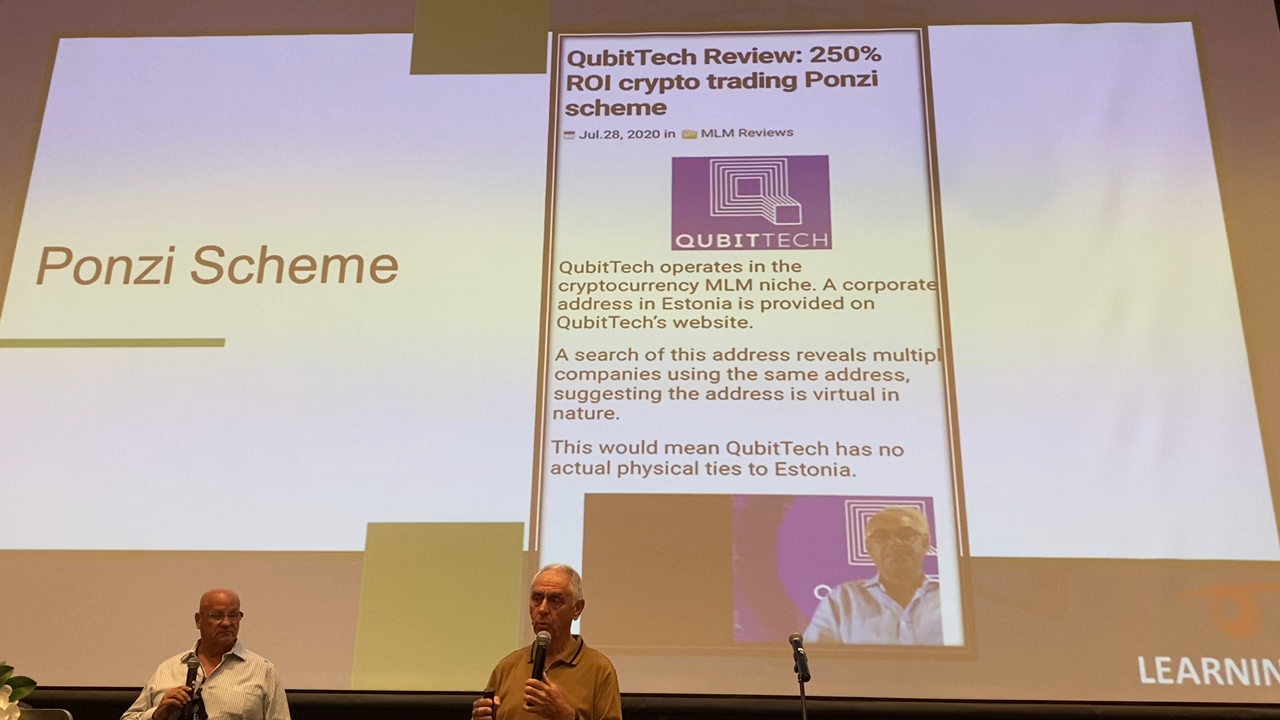 QubitTech Review: 250%
ROI crypto trading Ponzi
scheme
Jul.28, 2020 in MLM Reviews
QUBITTECH
Ponzi Scheme
QubitTech operates in the
cryptocurrency MLM niche. A corporate
address in Estonia is provided on
QubitTech's website.
A search of this address reveals multipl
companies using the same address,
suggesting the address is virtual in
nature.
This would mean QubitTech has no
actual physical ties to Estonia.
LEARNIN